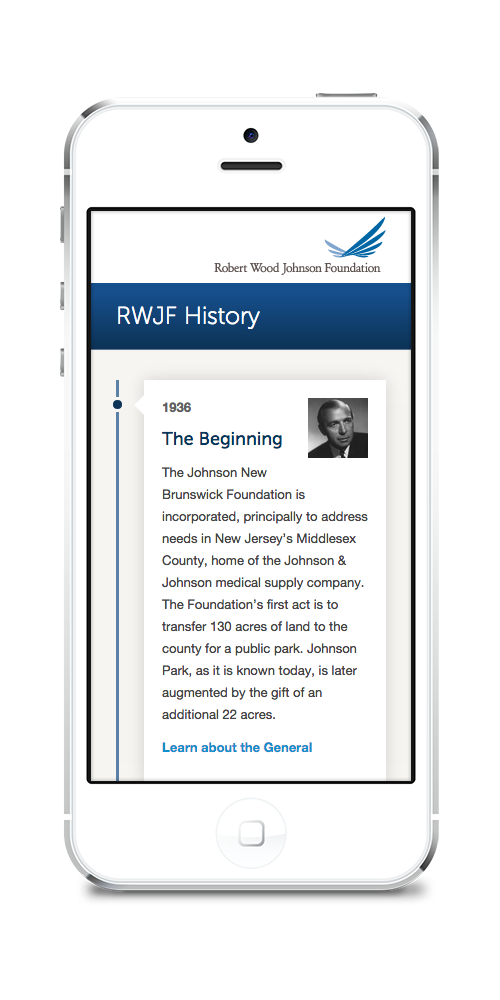 Robert Wood Johnson Foundation
RWJF History
1936
The Beginning
The Johnson New
Brunswick Foundation is
incorporated, principally to address
needs in New Jersey’s Middlesex
County, home of the Johnson &
Johnson medical supply company.
The Foundation’s first act is to
transfer 130 acres of land to the
county for a public park. Johnson
Park, as it is known today, is later
augmented by the gift of an
additional 22 acres.
Learn about the General